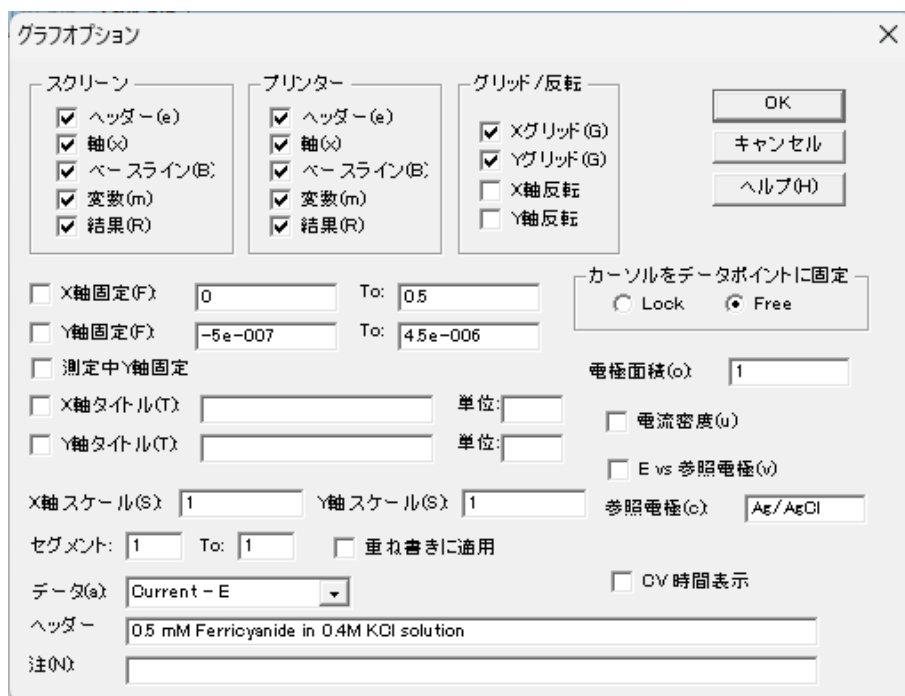 グラフオプション
スクリーン
ヘッダー(e)
軸(x)
ベースライン(B)
変数(m)
結果(R)
プリンター
ヘッダー(e)
軸(x)
ベースライン(B)
変数(m)
結果(R)
グリッド/反転
Xグリッド(G)
Yグリッド(G)
X軸反転
Y軸反転
OK
キャンセル
ヘルプ(H)
X軸固定(F): 0 To: 0.5
Y軸固定(F): -5e-007 To: 4.5e-006
測定中Y軸固定
カーソルをデータポイントに固定
Lock Free
電極面積(o): 1
X軸タイトル(T): 単位:
Y軸タイトル(T): 単位:
電流密度(u)
E vs 参照電極(v)
X軸スケール(S): 1 Y軸スケール(S): 1
参照電極(c): Ag/AgCl
セグメント: 1 To: 1 重ね書きに適用
CV 時間表示
データ(a): Current - E
ヘッダー 0.5 mM Ferricyanide in 0.4M KCl solution
注(N):